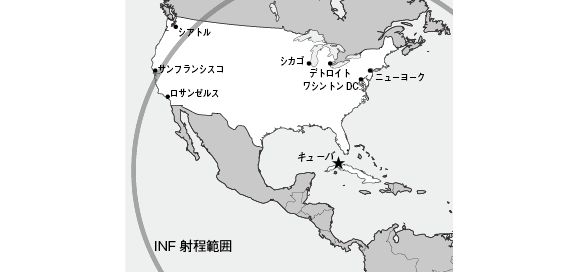 シアトル
サンフランシスコ
ロサンゼルス
シカゴ
デトロイト
ワシントンDC
ニューヨーク
キューバ
INF 射程範囲